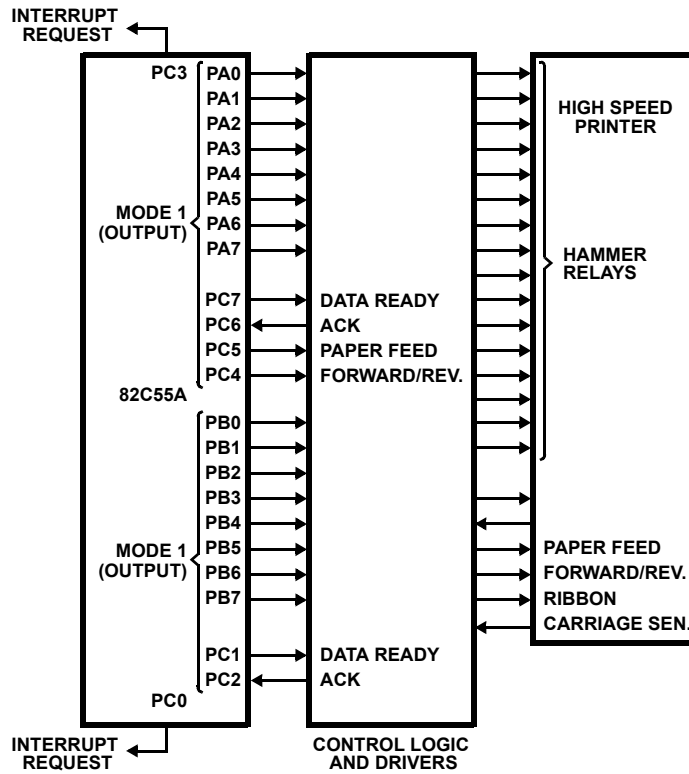 INTERRUPT
REQUEST
PC3
PA0
PA1
PA2
PA3
PA4
PA5
PA6
PA7
MODE 1
(OUTPUT)
PC7
PC6
PC5
PC4
82C55A
PB0
PB1
PB2
PB3
PB4
PB5
PB6
PB7
MODE 1
(OUTPUT)
PC1
PC2
PC0
INTERRUPT
REQUEST
DATA READY
ACK
PAPER FEED
FORWARD/REV.
DATA READY
ACK
CONTROL LOGIC
AND DRIVERS
HIGH SPEED
PRINTER
HAMMER
RELAYS
PAPER FEED
FORWARD/REV.
RIBBON
CARRIAGE SEN.